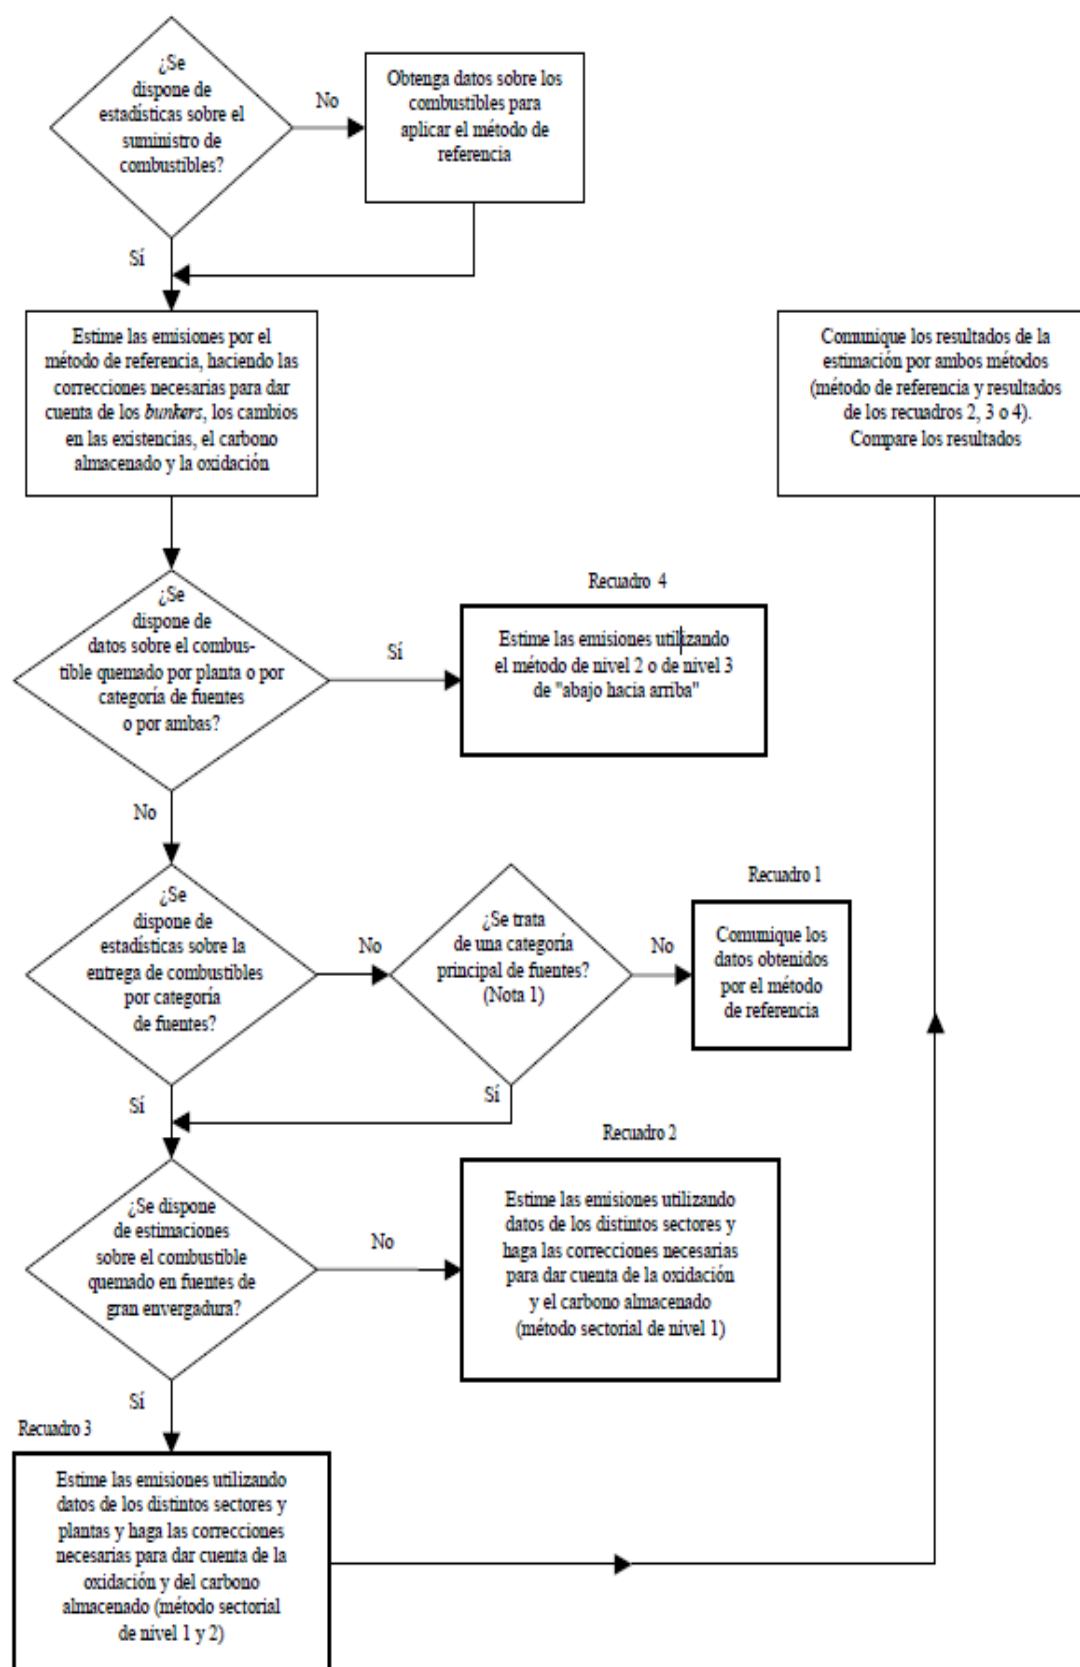 ¿Se
dispone de
estadísticas sobre el
suministro de
combustibles?
No
Obtenga datos sobre los
combustibles para
aplicar el método de
referencia
Sí
Estime las emisiones por el
método de referencia, haciendo las
correcciones necesarias para dar
cuenta de los bunkers, los cambios
en las existencias, el carbono
almacenado y la oxidación
Comunique los resultados de la
estimación por ambos métodos
(método de referencia y resultados
de los recuadros 2, 3 o 4).
Compare los resultados
¿Se
dispone de
datos sobre el combus-
tible quemado por planta o por
categoría de fuentes
o por ambas?
Sí
Recuadro 4
Estime las emisiones utilizando
el método de nivel 2 o de nivel 3
de "abajo hacia arriba"
No
¿Se
dispone de
estadísticas sobre la
entrega de combustibles
por categoría
de fuentes?
No
¿Se trata
de una categoría
principal de fuentes?
(Nota 1)
No
Recuadro 1
Comunique los
datos obtenidos
por el método
de referencia
Sí
Sí
¿Se dispone
de estimaciones
sobre el combustible
quemado en fuentes de
gran envergadura?
No
Recuadro 2
Estime las emisiones utilizando
datos de los distintos sectores y
haga las correcciones necesarias
para dar cuenta de la oxidación
y el carbono almacenado
(método sectorial de nivel 1)
Sí
Recuadro 3
Estime las emisiones utilizando
datos de los distintos sectores y
plantas y haga las correcciones
necesarias para dar cuenta de la
oxidación y del carbono
almacenado (método sectorial
de nivel 1 y 2)